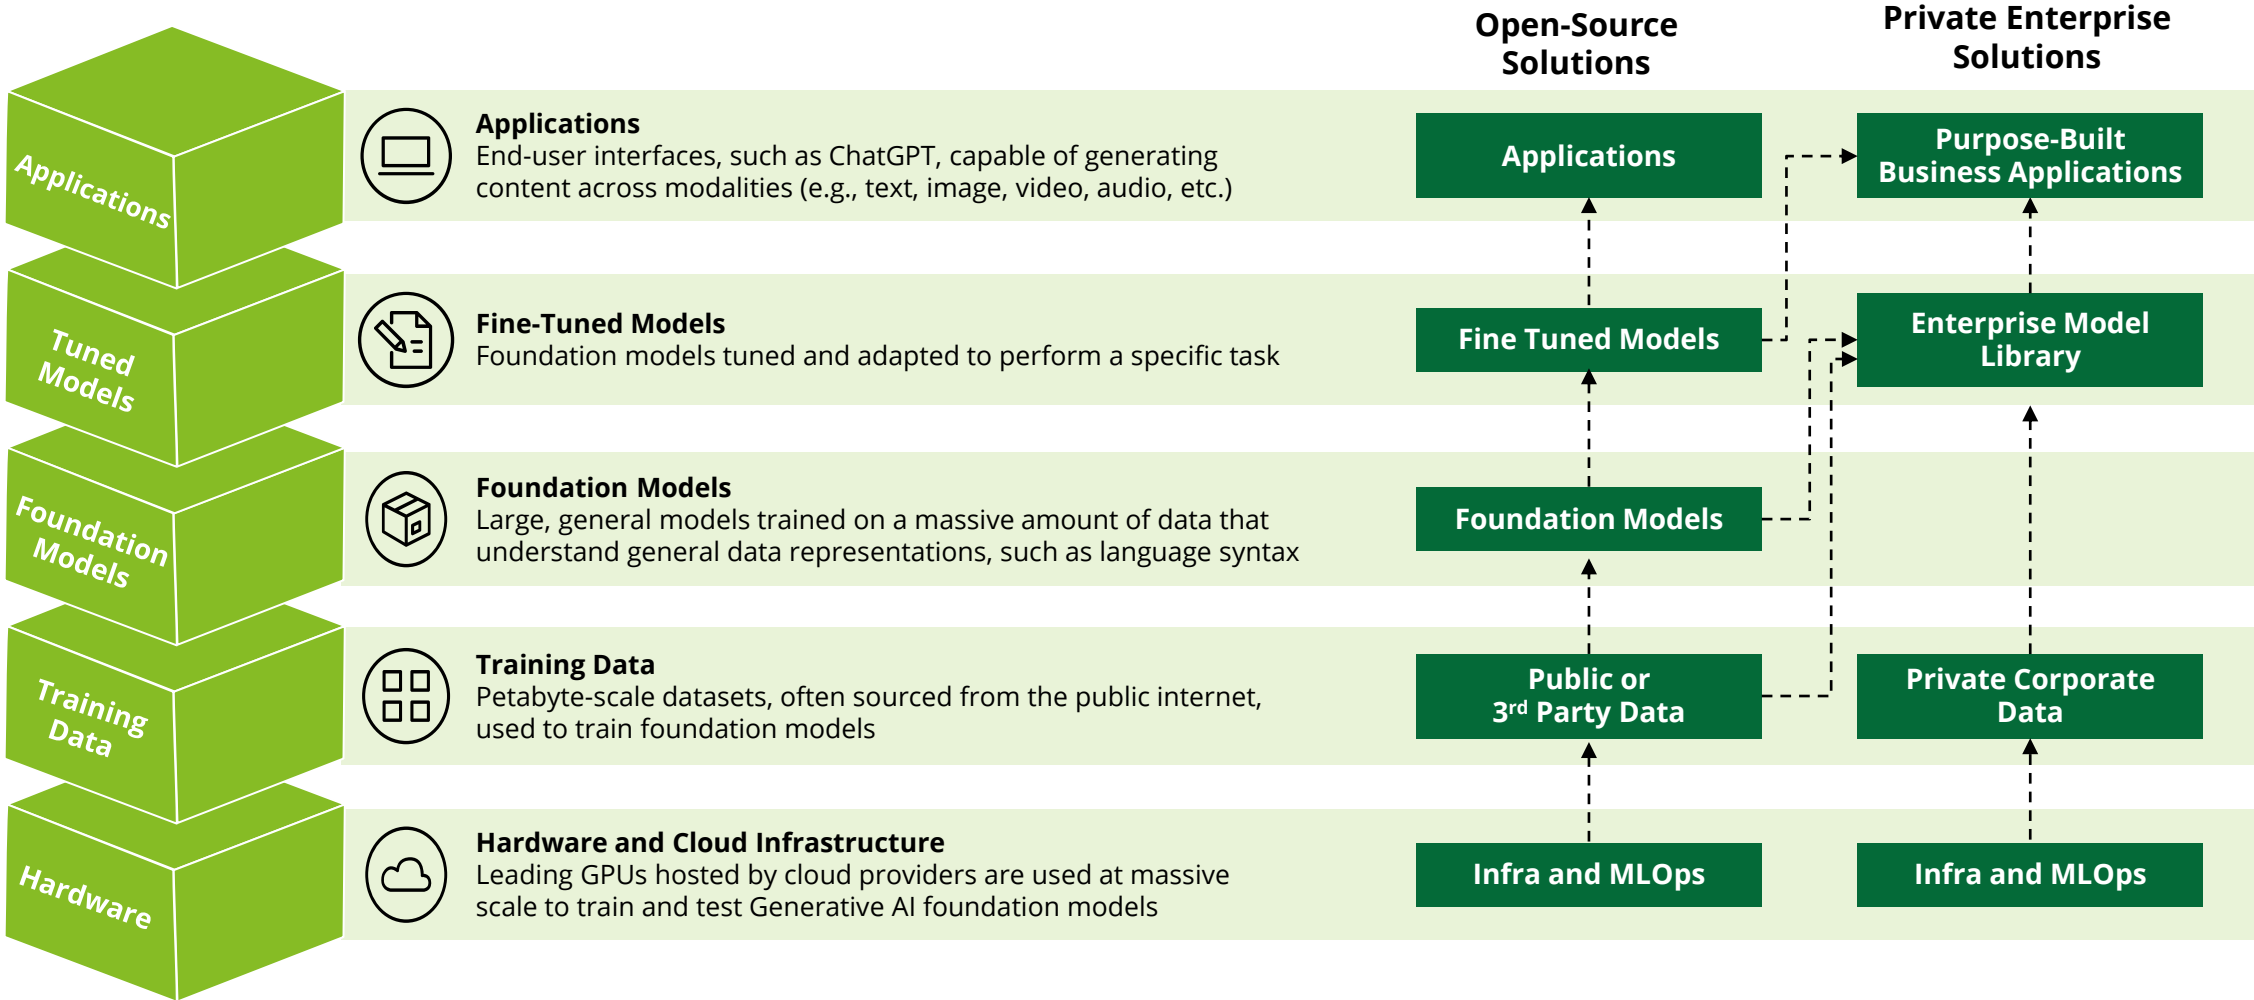 Open-Source
Solutions
Private Enterprise
Solutions
Applications
Applications
End-user interfaces, such as ChatGPT, capable of generating
content across modalities (e.g., text, image, video, audio, etc.)
Applications
Purpose-Built
Business Applications
Tuned
Models
Fine-Tuned Models
Foundation models tuned and adapted to perform a specific task
Fine Tuned Models
Enterprise Model
Library
Foundation
Models
Foundation Models
Large, general models trained on a massive amount of data that
understand general data representations, such as language syntax
Foundation Models
Training
Data
Training Data
Petabyte-scale datasets, often sourced from the public internet,
used to train foundation models
Public or
3rd Party Data
Private Corporate
Data
Hardware
Hardware and Cloud Infrastructure
Leading GPUs hosted by cloud providers are used at massive
scale to train and test Generative AI foundation models
Infra and MLOps
Infra and MLOps